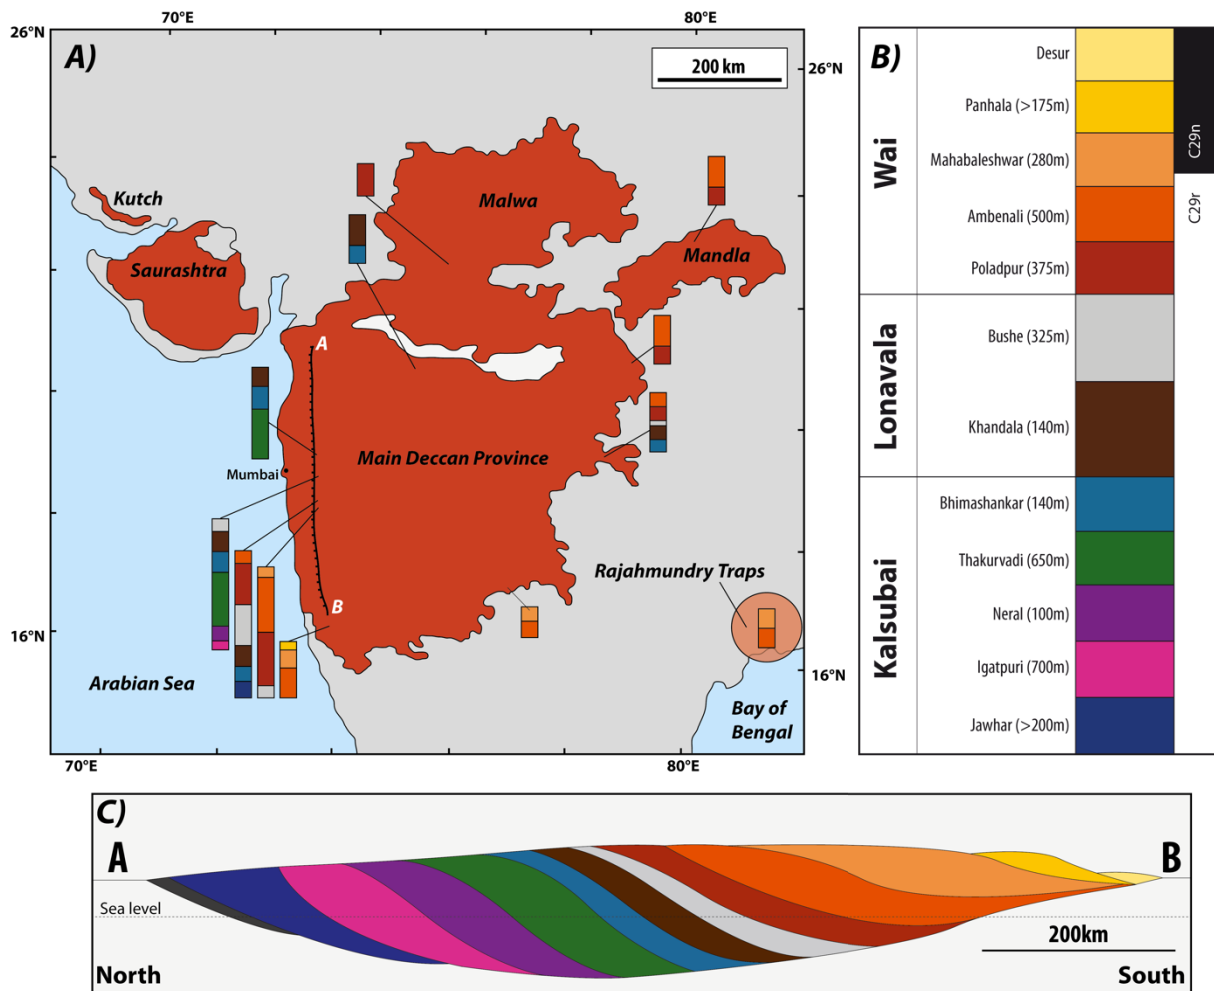 70°E
80°E
26°N
A)
200 km
26°N
Kutch
Malwa
Saurashtra
Mandla
A
Main Deccan Province
Mumbai
Rajahmundry Traps
B
16°N
16°N
Arabian Sea
Bay of
Bengal
70°E
80°E
B)
Wai
Desur
Panhala (>175m)
Mahabaleshwar (280m)
Ambenali (500m)
Poladpur (375m)
C29n
C29r
Lonavala
Bushe (325m)
Khandala (140m)
Kalsubai
Bhimashankar (140m)
Thakurvadi (650m)
Neral (100m)
Igatpuri (700m)
Jawhar (>200m)
C)
A
B
Sea level
200km
North
South